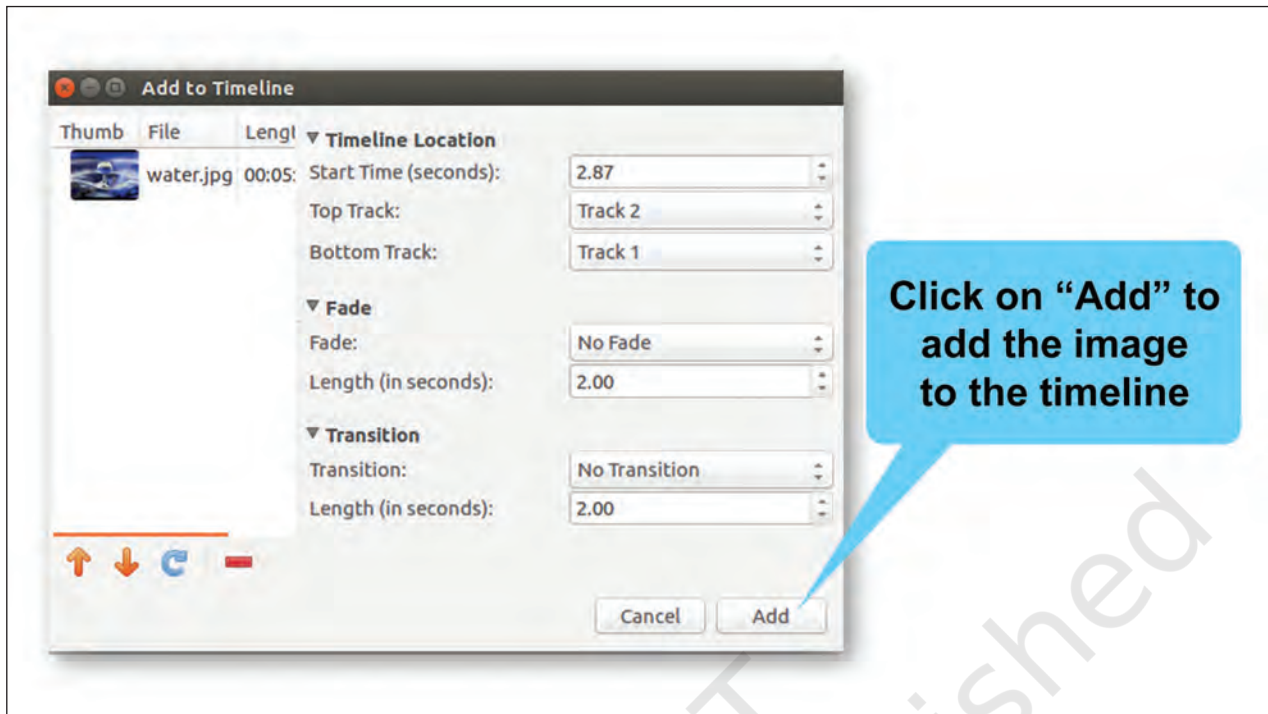 Add to Timeline
Thumb File Lengt
water.jpg 00:05:
▼ Timeline Location
Start Time (seconds): 2.87
Top Track: Track 2
Bottom Track: Track 1
▼ Fade
Fade: No Fade
Length (in seconds): 2.00
▼ Transition
Transition: No Transition
Length (in seconds): 2.00
Cancel Add
Click on “Add” to
add the image
to the timeline